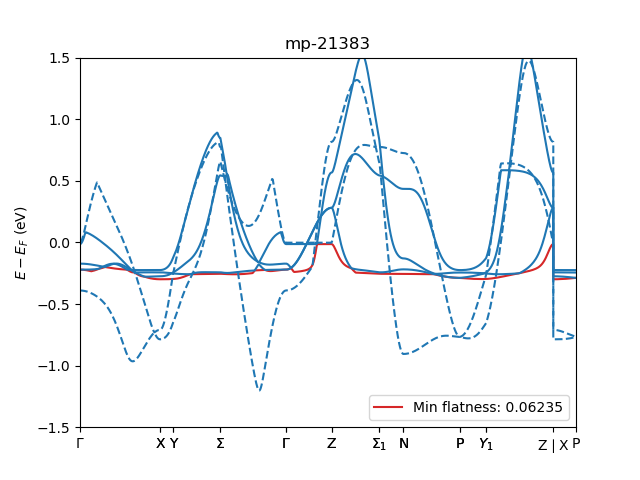 mp-21383
E − E_F (eV)
1.5
1.0
0.5
0.0
−0.5
−1.0
−1.5
Min flatness: 0.06235
Γ X Y Σ Γ Z Σ₁ N P Y₁ Z | X P